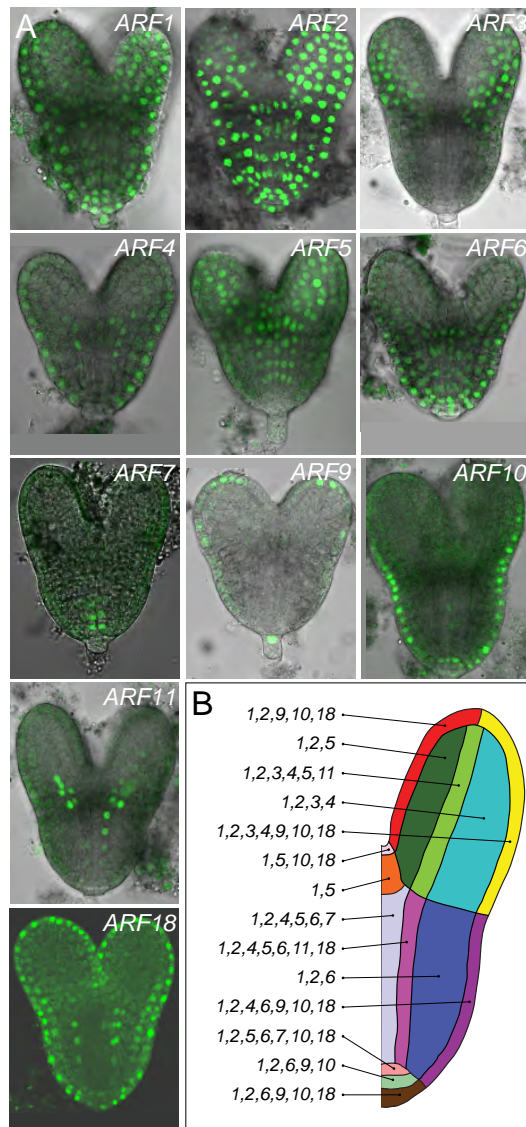 A
ARF1
ARF2
ARF3
ARF4
ARF5
ARF6
ARF7
ARF9
ARF10
ARF11
ARF18
B
1,2,9,10,18
1,2,5
1,2,3,4,5,11
1,2,3,4
1,2,3,4,9,10,18
1,5,10,18
1,5
1,2,4,5,6,7
1,2,4,5,6,11,18
1,2,6
1,2,4,6,9,10,18
1,2,5,6,7,10,18
1,2,6,9,10
1,2,6,9,10,18